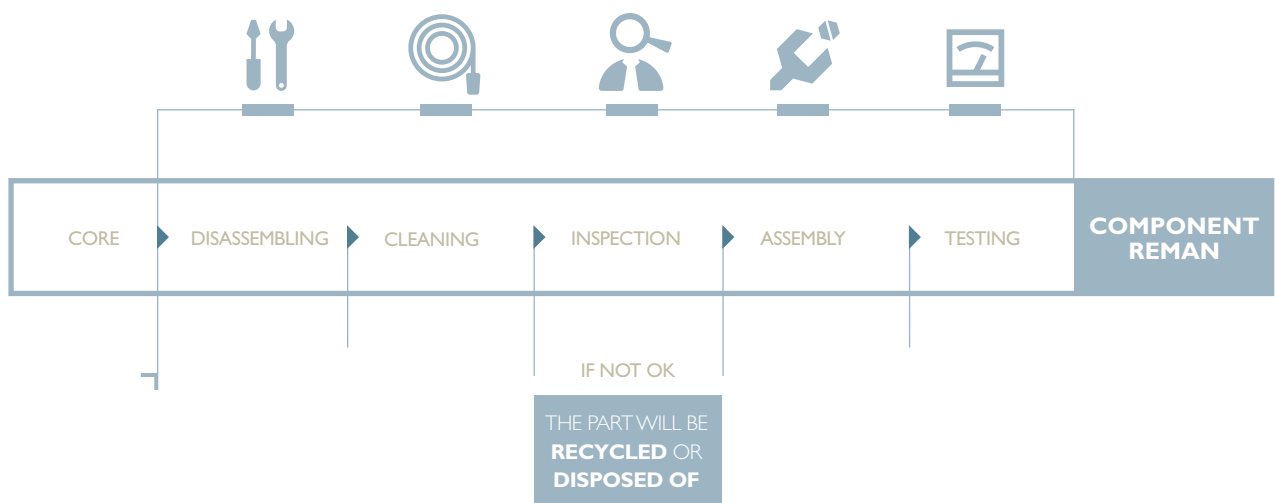 CORE
DISASSEMBLING
CLEANING
INSPECTION
ASSEMBLY
TESTING
COMPONENT
REMAN
IF NOT OK
THE PART WILL BE
RECYCLED OR
DISPOSED OF